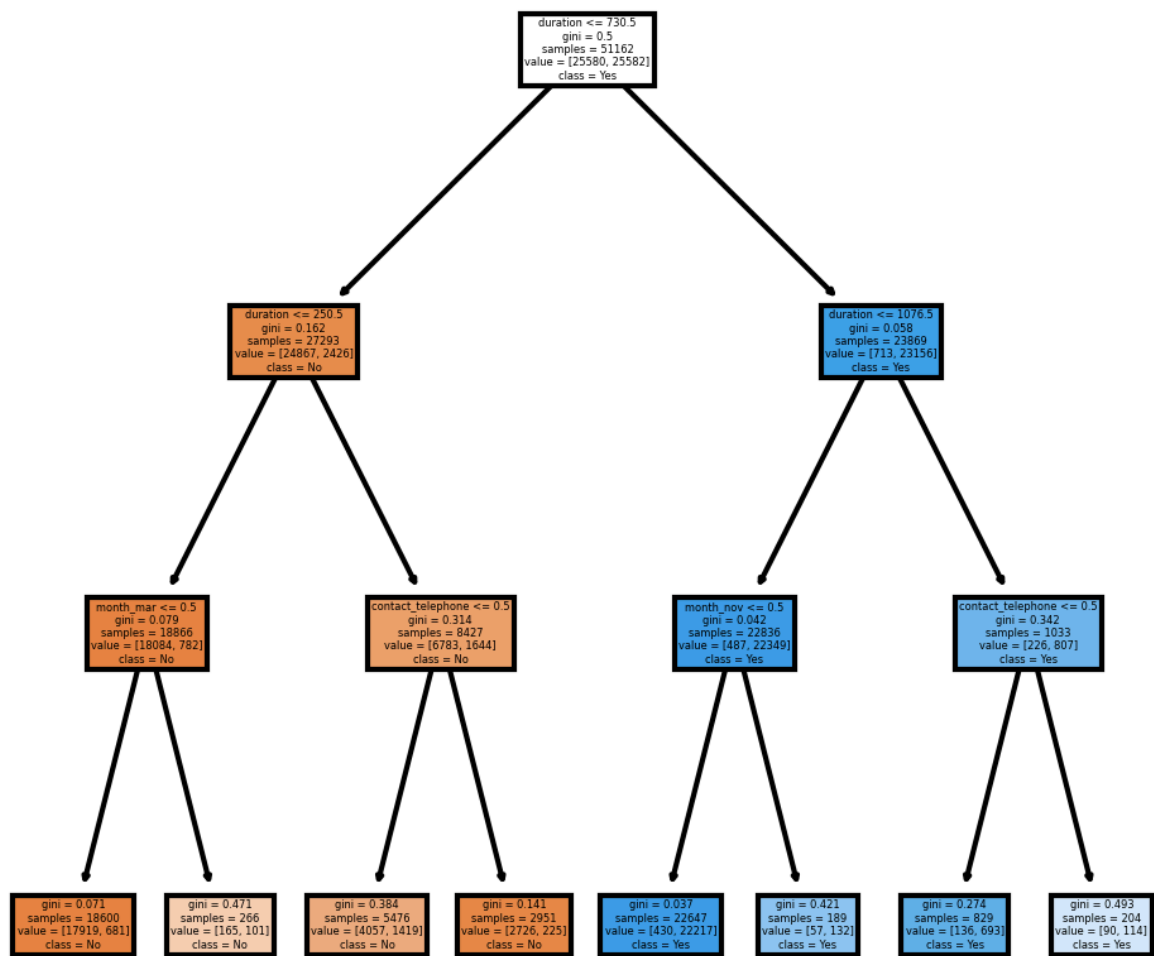 duration <= 730.5
gini = 0.5
samples = 51162
value = [25580, 25582]
class = Yes
duration <= 250.5
gini = 0.162
samples = 27293
value = [24867, 2426]
class = No
duration <= 1076.5
gini = 0.058
samples = 23869
value = [713, 23156]
class = Yes
month_mar <= 0.5
gini = 0.079
samples = 18866
value = [18084, 782]
class = No
contact_telephone <= 0.5
gini = 0.314
samples = 8427
value = [6783, 1644]
class = No
month_nov <= 0.5
gini = 0.042
samples = 22836
value = [487, 22349]
class = Yes
contact_telephone <= 0.5
gini = 0.342
samples = 1033
value = [226, 807]
class = Yes
gini = 0.071
samples = 18600
value = [17919, 681]
class = No
gini = 0.471
samples = 266
value = [165, 101]
class = No
gini = 0.384
samples = 5476
value = [4057, 1419]
class = No
gini = 0.141
samples = 2951
value = [2726, 225]
class = No
gini = 0.037
samples = 22647
value = [430, 22217]
class = Yes
gini = 0.421
samples = 189
value = [57, 132]
class = Yes
gini = 0.274
samples = 829
value = [136, 693]
class = Yes
gini = 0.493
samples = 204
value = [90, 114]
class = Yes